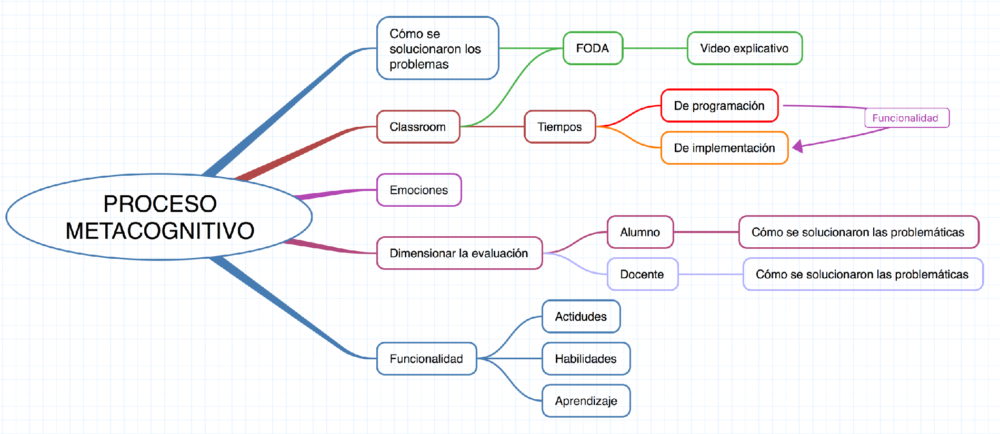 Cómo se
solucionaron los
problemas
FODA
Video explicativo
Classroom
Tiempos
De programación
Funcionalidad
De implementación
Emociones
PROCESO
METACOGNITIVO
Dimensionar la evaluación
Alumno
Cómo se solucionaron las problemáticas
Docente
Cómo se solucionaron las problemáticas
Funcionalidad
Actidudes
Habilidades
Aprendizaje